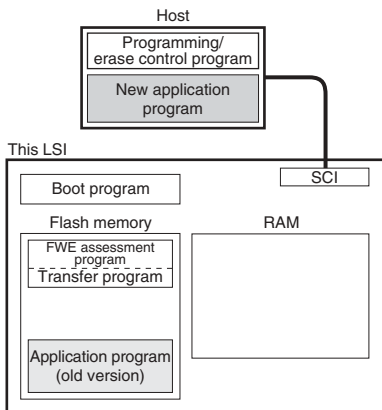 Host
Programming/
erase control program
New application
program
This LSI
SCI
Boot program
Flash memory
RAM
FWE assessment
program
Transfer program
Application program
(old version)